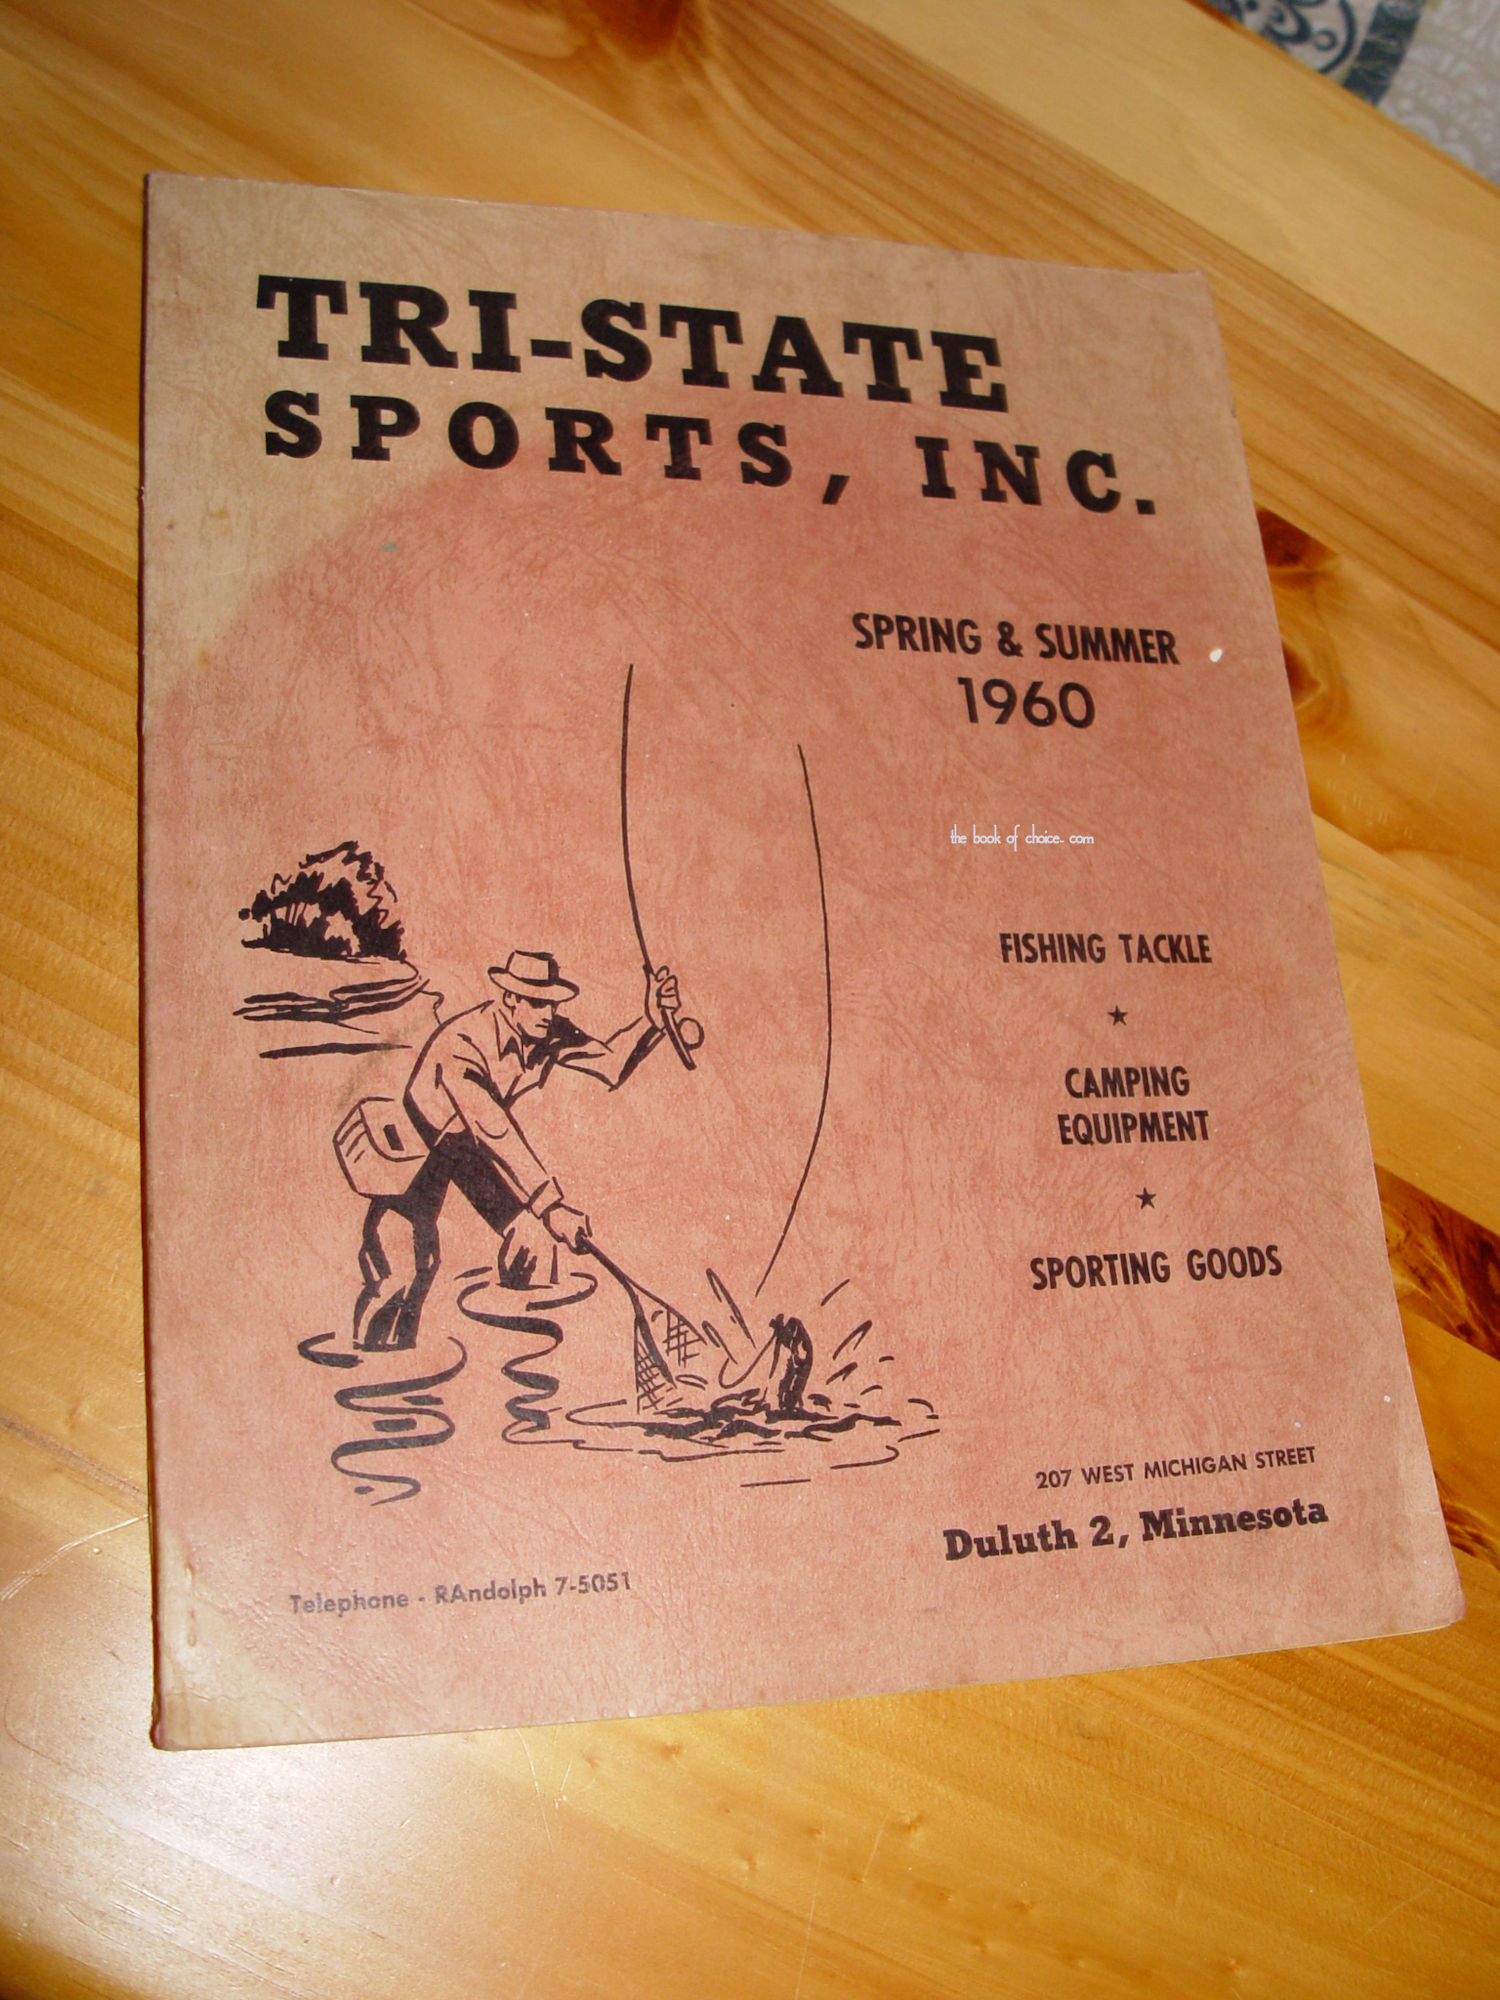 TRI-STATE
SPORTS, INC.
SPRING & SUMMER
1960
the book of choice. com
FISHING TACKLE
★
CAMPING
EQUIPMENT
★
SPORTING GOODS
207 WEST MICHIGAN STREET
Duluth 2, Minnesota
Telephone - RAndolph 7-5051